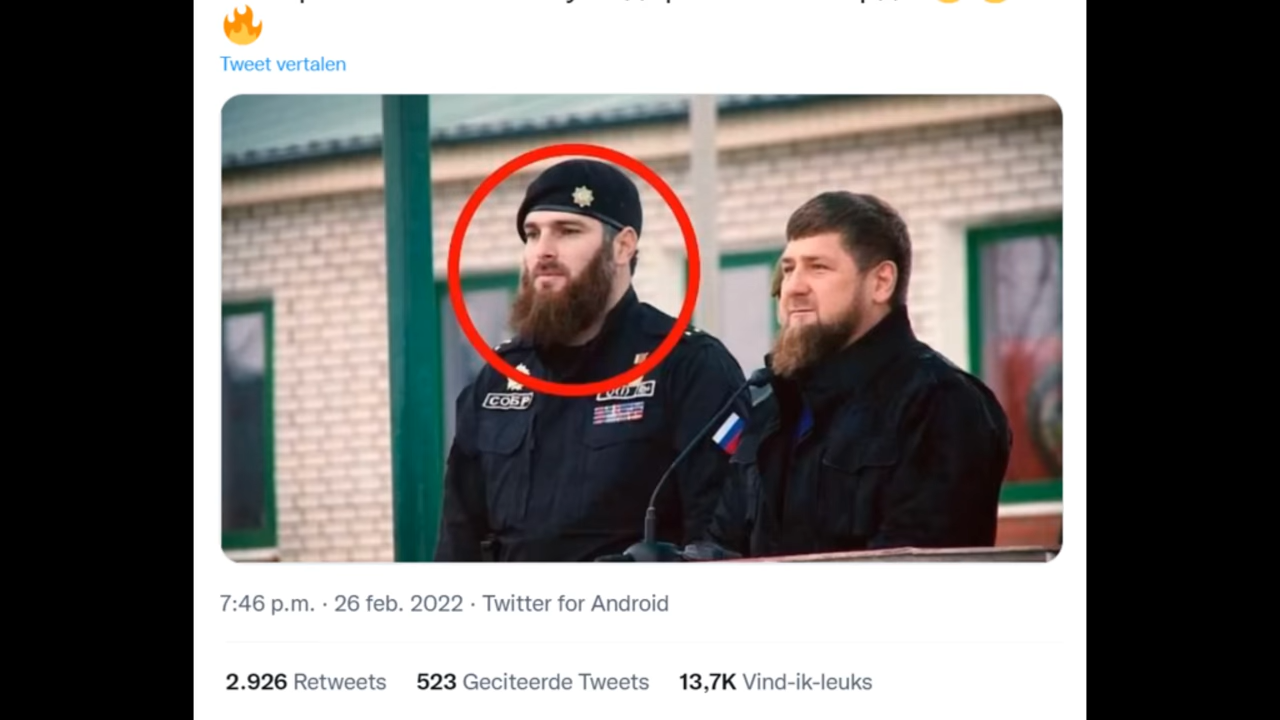 Tweet vertalen
СОБР
7:46 p.m. · 26 feb. 2022 · Twitter for Android
2.926 Retweets 523 Geciteerde Tweets 13,7K Vind-ik-leuks